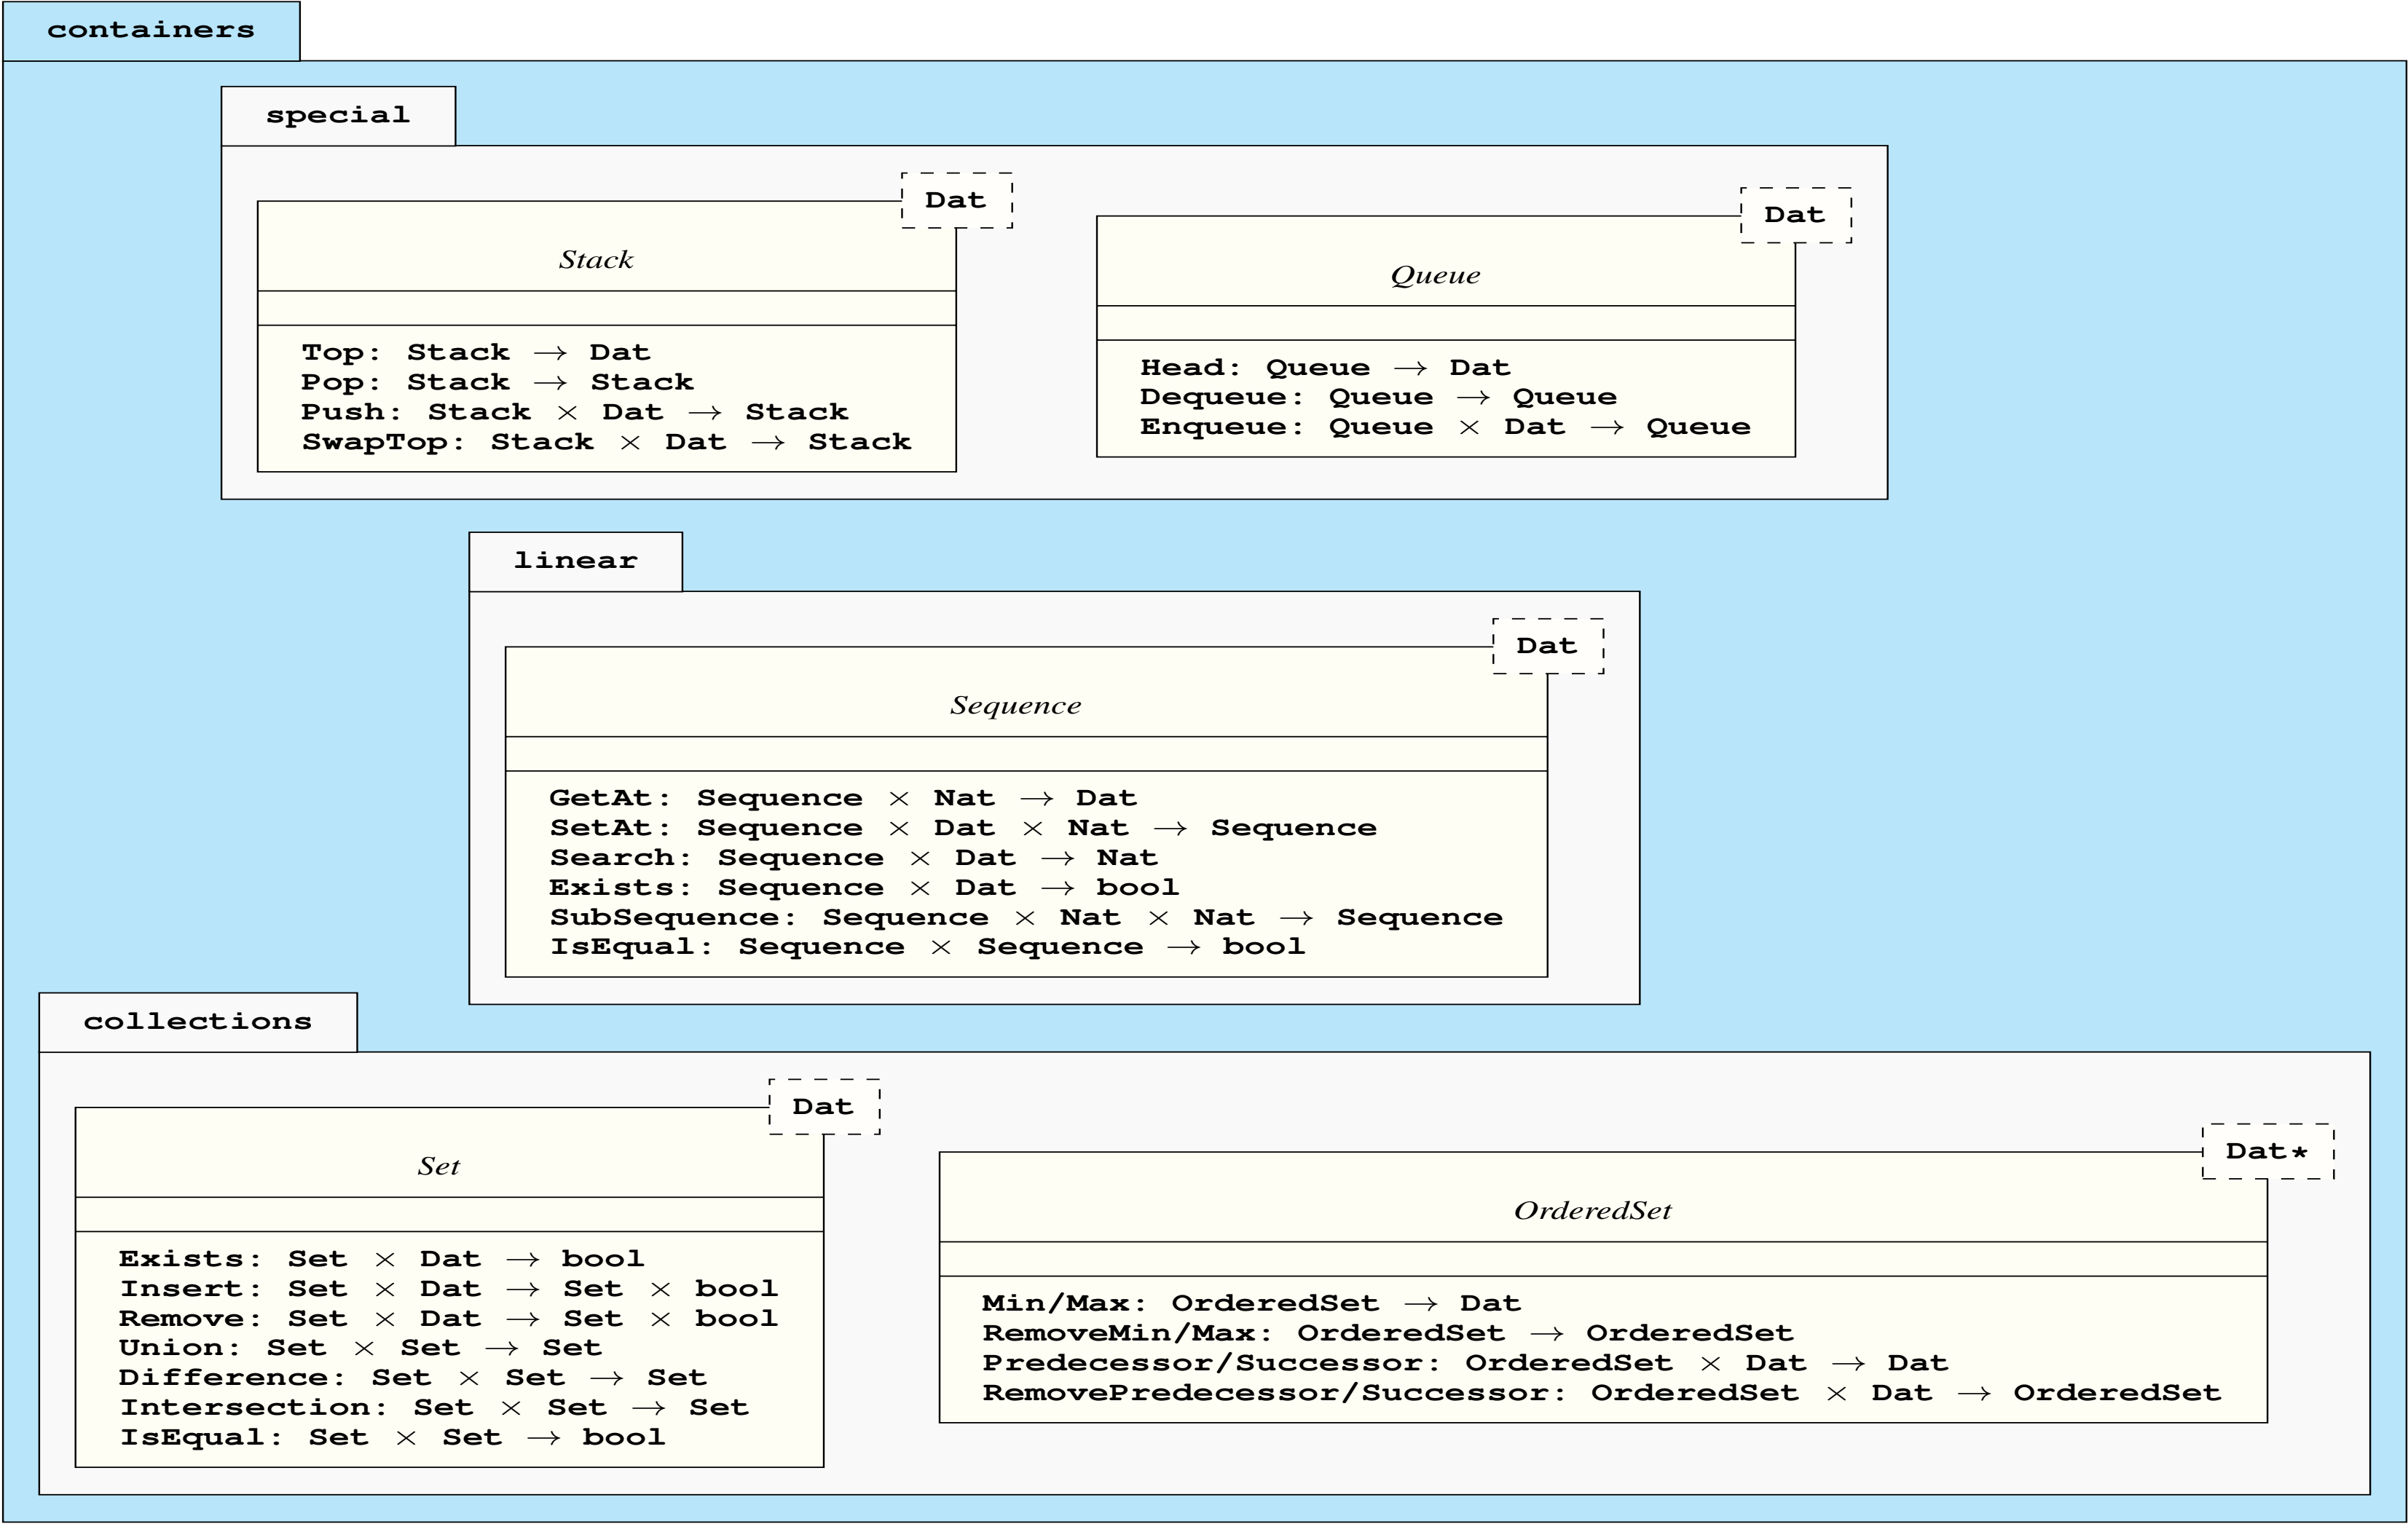 containers
special
Dat
Stack
Top: Stack → Dat
Pop: Stack → Stack
Push: Stack × Dat → Stack
SwapTop: Stack × Dat → Stack
Dat
Queue
Head: Queue → Dat
Dequeue: Queue → Queue
Enqueue: Queue × Dat → Queue
linear
Dat
Sequence
GetAt: Sequence × Nat → Dat
SetAt: Sequence × Dat × Nat → Sequence
Search: Sequence × Dat → Nat
Exists: Sequence × Dat → bool
SubSequence: Sequence × Nat × Nat → Sequence
IsEqual: Sequence × Sequence → bool
collections
Dat
Set
Exists: Set × Dat → bool
Insert: Set × Dat → Set × bool
Remove: Set × Dat → Set × bool
Union: Set × Set → Set
Difference: Set × Set → Set
Intersection: Set × Set → Set
IsEqual: Set × Set → bool
Dat*
OrderedSet
Min/Max: OrderedSet → Dat
RemoveMin/Max: OrderedSet → OrderedSet
Predecessor/Successor: OrderedSet × Dat → Dat
RemovePredecessor/Successor: OrderedSet × Dat → OrderedSet